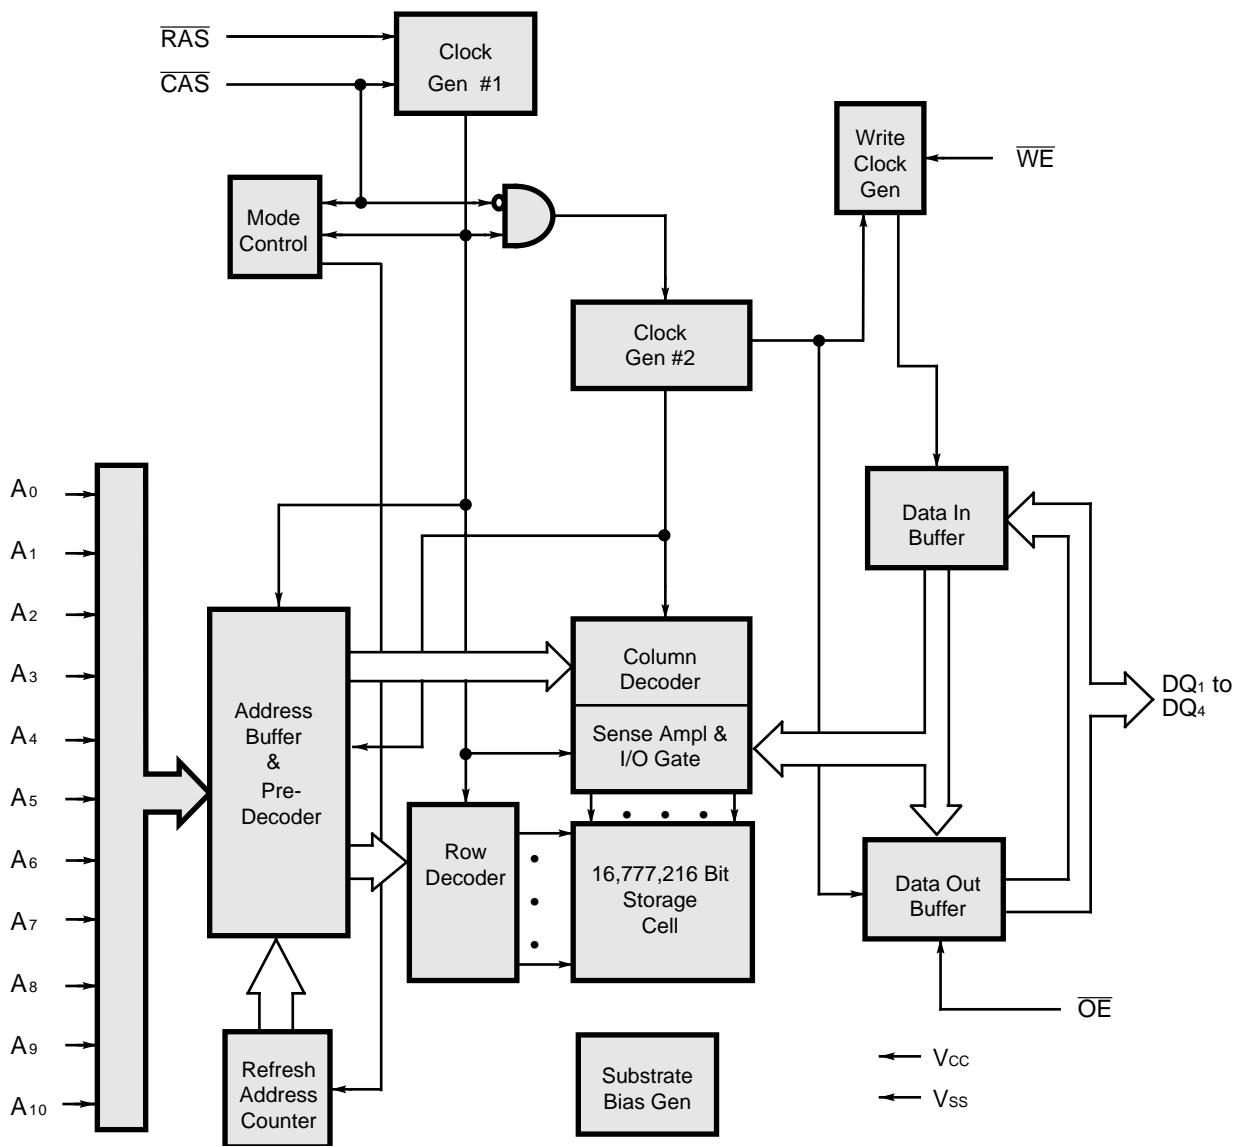 RAS
CAS
Clock
Gen #1
Write
Clock
Gen
WE
Mode
Control
Clock
Gen #2
A0
A1
A2
A3
A4
A5
A6
A7
A8
A9
A10
Data In
Buffer
Address
Buffer
&
Pre-
Decoder
Column
Decoder
Sense Ampl &
I/O Gate
DQ1 to
DQ4
Row
Decoder
16,777,216 Bit
Storage
Cell
Data Out
Buffer
OE
Refresh
Address
Counter
Substrate
Bias Gen
VCC
VSS